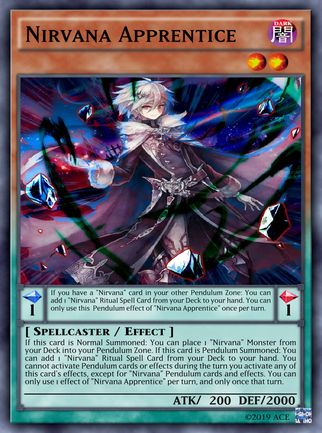 NIRVANA APPRENTICE
DARK
闇
If you have a "Nirvana" card in your other Pendulum Zone: You can
add 1 "Nirvana" Ritual Spell Card from your Deck to your hand. You can
only use this Pendulum effect of "Nirvana Apprentice" once per turn.
1
1
[ SPELLCASTER / EFFECT ]
If this card is Normal Summoned: You can place 1 "Nirvana" Monster from
your Deck into your Pendulum Zone. If this card is Pendulum Summoned: You
can add 1 "Nirvana" Ritual Spell Card from your Deck to your hand. You
cannot activate Pendulum cards or effects during the turn you activate any of
this card's effects, except for "Nirvana" Pendulum cards and effects. You can
only use 1 effect of "Nirvana Apprentice" per turn, and only once that turn.
ATK/ 200 DEF/2000
©2019 ACE